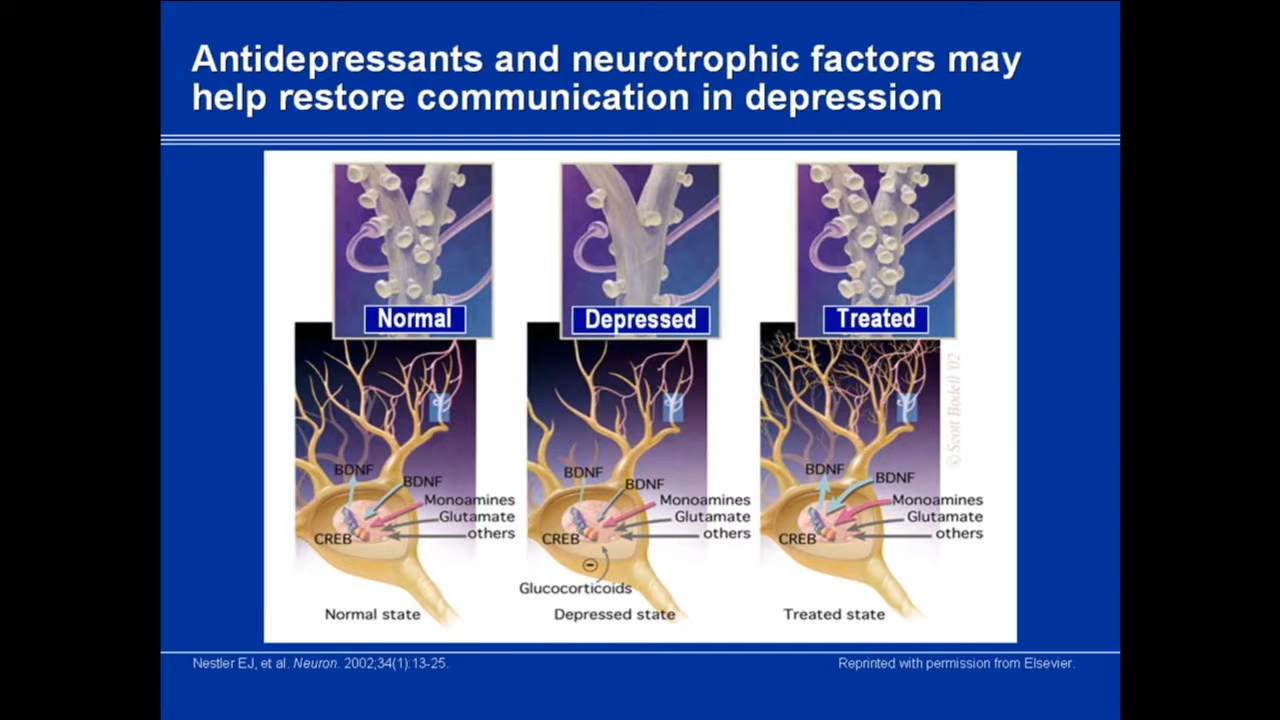 Antidepressants and neurotrophic factors may
help restore communication in depression
Normal
Depressed
Treated
© Scott Bodell '02
BDNF
BDNF
Monoamines
Glutamate
others
CREB
Normal state
BDNF
BDNF
Monoamines
Glutamate
others
CREB
Glucocorticoids
Depressed state
BDNF
BDNF
Monoamines
Glutamate
others
CREB
Treated state
Nestler EJ, et al. Neuron. 2002;34(1):13-25.
Reprinted with permission from Elsevier.